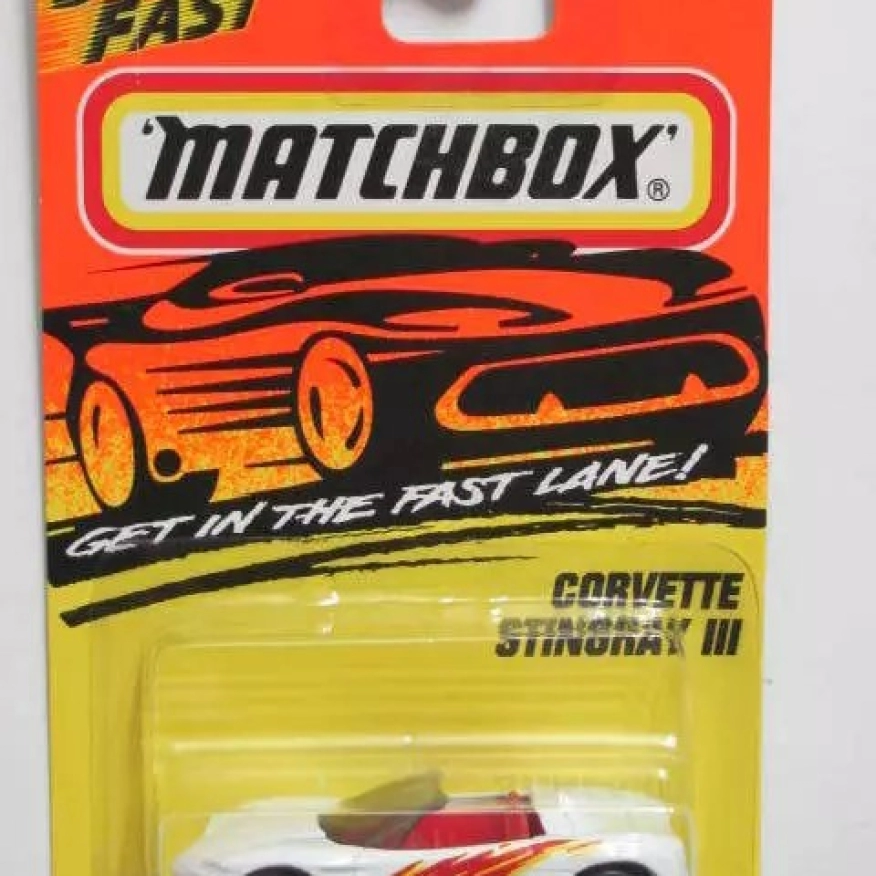 FAST
'MATCHBOX'®
GET IN THE FAST LANE!
CORVETTE
STINGRAY III